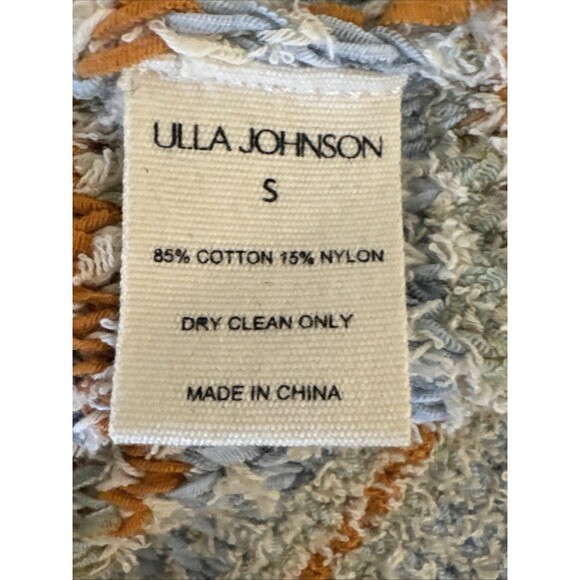 ULLA JOHNSON
S
85% COTTON 15% NYLON
DRY CLEAN ONLY
MADE IN CHINA